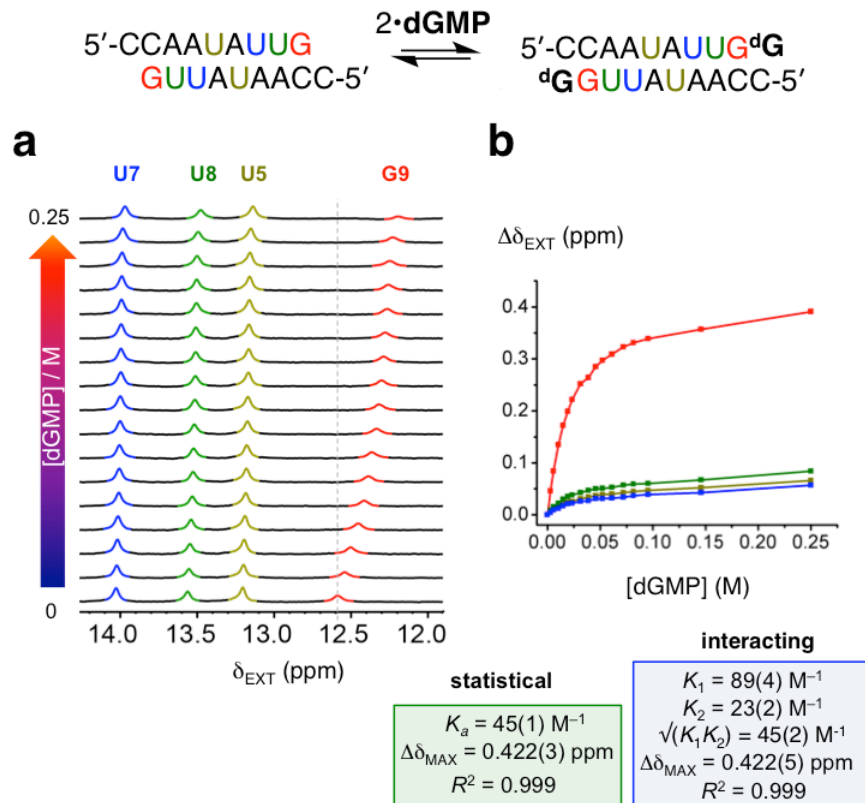 2·dGMP
5′-CCAAUAUUG
GUUAUAACC-5′
5′-CCAAUAUUGᵈG
ᵈGGUUAUAACC-5′
a
b
U7 U8 U5 G9
0.25
[dGMP] / M
0
14.0 13.5 13.0 12.5 12.0
δEXT (ppm)
ΔδEXT (ppm)
0.4
0.3
0.2
0.1
0.0
0.00 0.05 0.10 0.15 0.20 0.25
[dGMP] (M)
statistical
Ka = 45(1) M⁻¹
ΔδMAX = 0.422(3) ppm
R² = 0.999
interacting
K₁ = 89(4) M⁻¹
K₂ = 23(2) M⁻¹
√(K₁K₂) = 45(2) M⁻¹
ΔδMAX = 0.422(5) ppm
R² = 0.999